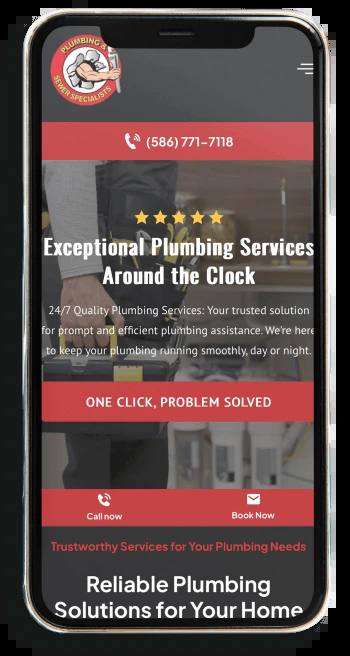 PLUMBING &
SEWER SPECIALISTS
(586) 771-7118
Exceptional Plumbing Services
Around the Clock
24/7 Quality Plumbing Services: Your trusted solution
for prompt and efficient plumbing assistance. We're here
to keep your plumbing running smoothly, day or night.
ONE CLICK, PROBLEM SOLVED
Call now
Book Now
Trustworthy Services for Your Plumbing Needs
Reliable Plumbing
Solutions for Your Home